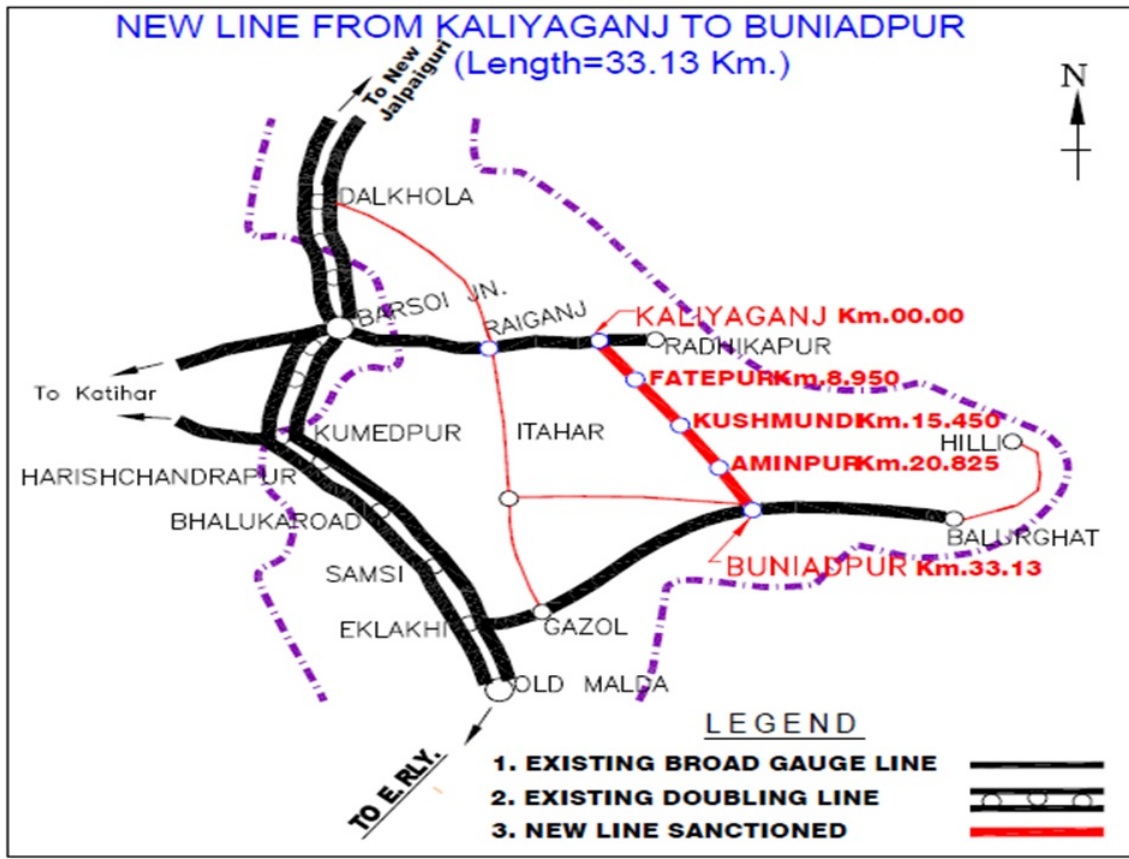 NEW LINE FROM KALIYAGANJ TO BUNIADPUR
(Length=33.13 Km.)
To New
Jalpaiguri
N
DALKHOLA
BARSOI JN.
RAIGANJ
KALIYAGANJ Km.00.00
RADHIKAPUR
To Katihar
FATEPUR Km.8.950
KUSHMUNDI Km.15.450
KUMEDPUR
ITAHAR
HILLI
HARISHCHANDRAPUR
AMINPUR Km.20.825
BHALUKAROAD
BALURGHAT
SAMSI
BUNIADPUR Km.33.13
EKLAKHI
GAZOL
OLD MALDA
TO E.RLY.
LEGEND
1. EXISTING BROAD GAUGE LINE
2. EXISTING DOUBLING LINE
3. NEW LINE SANCTIONED